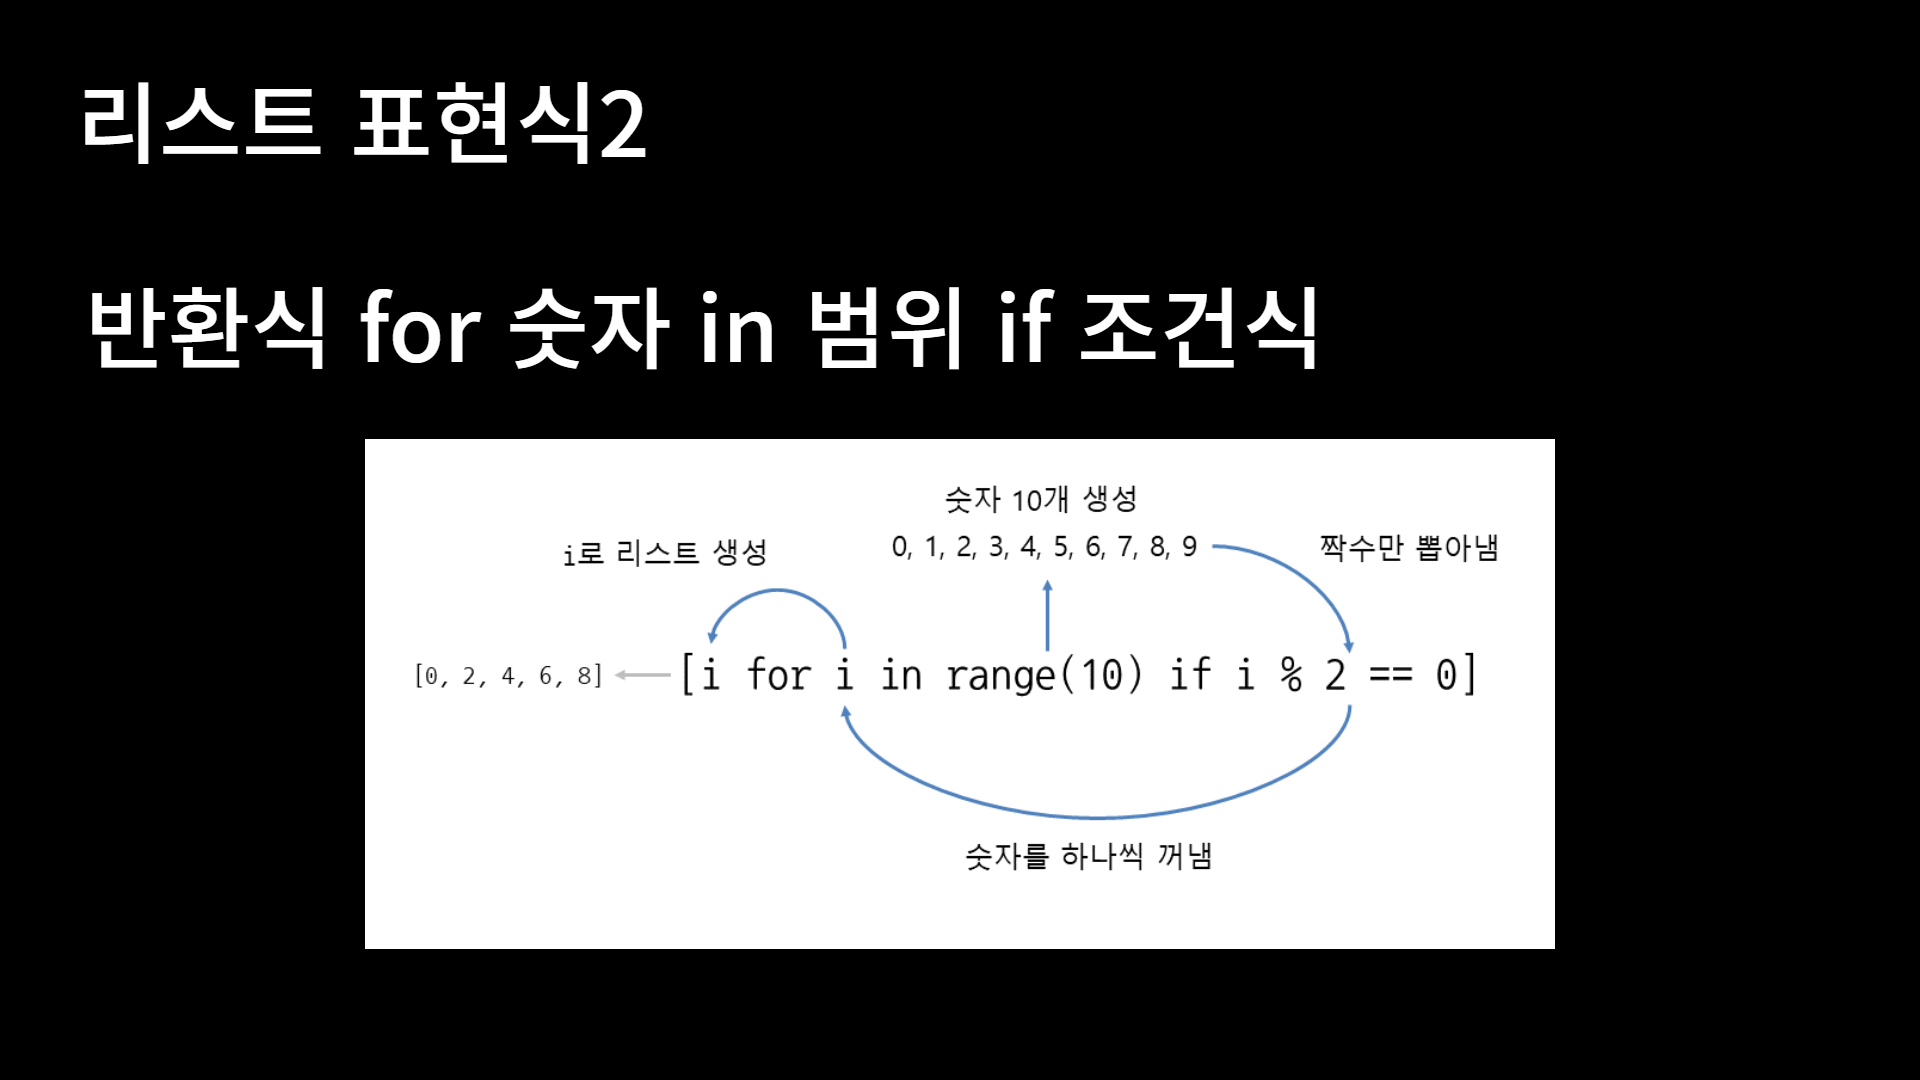 리스트 표현식2
반환식 for 숫자 in 범위 if 조건식
숫자 10개 생성
i로 리스트 생성
0, 1, 2, 3, 4, 5, 6, 7, 8, 9
짝수만 뽑아냄
[0, 2, 4, 6, 8]
[i for i in range(10) if i % 2 == 0]
숫자를 하나씩 꺼냄